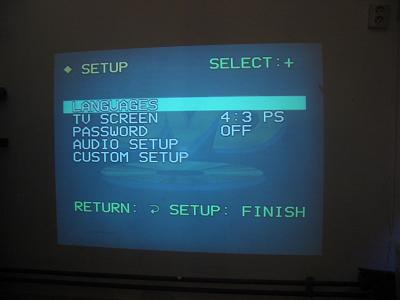 ◆ SETUP SELECT:+
LANGUAGES
TV SCREEN 4:3 PS
PASSWORD OFF
AUDIO SETUP
CUSTOM SETUP
RETURN: ⮌ SETUP: FINISH